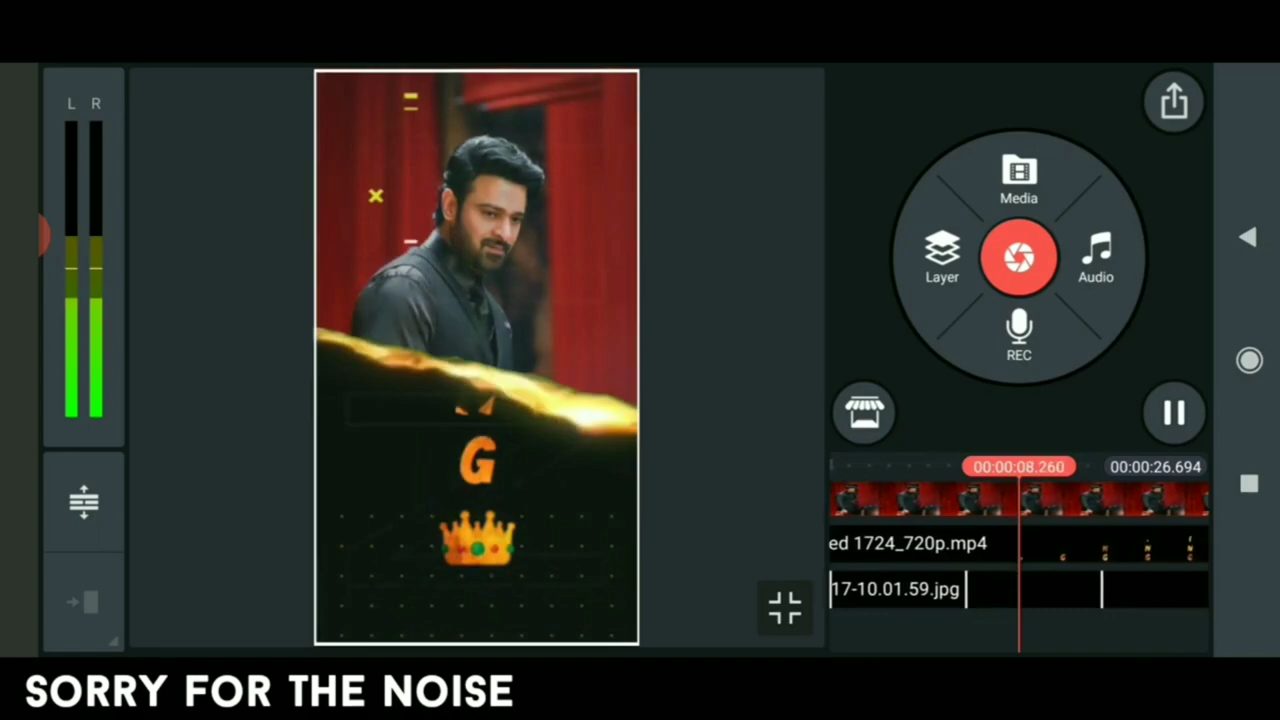 L R
Media
Layer
Audio
REC
G
00:00:08.260
00:00:26.694
ed 1724_720p.mp4
17-10.01.59.jpg
SORRY FOR THE NOISE